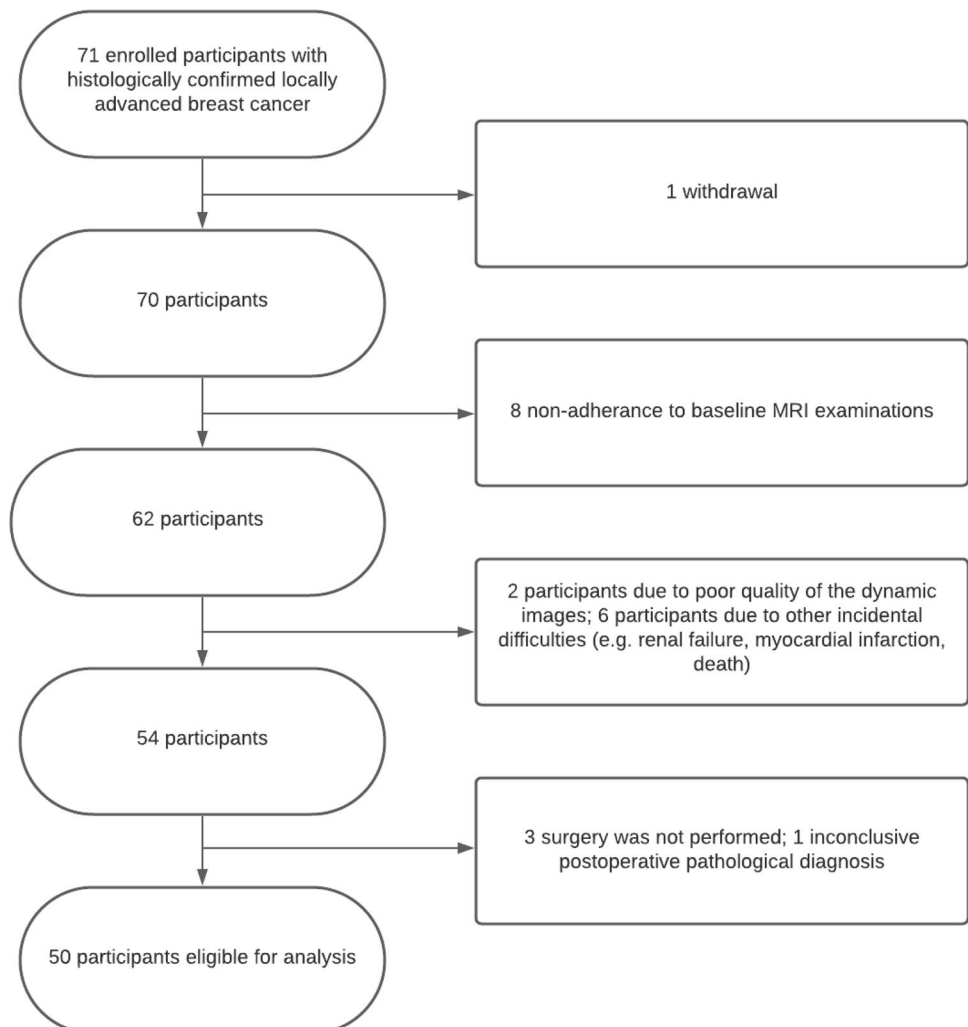 71 enrolled participants with
histologically confirmed locally
advanced breast cancer
1 withdrawal
70 participants
8 non-adherance to baseline MRI examinations
62 participants
2 participants due to poor quality of the dynamic
images; 6 participants due to other incidental
difficulties (e.g. renal failure, myocardial infarction,
death)
54 participants
3 surgery was not performed; 1 inconclusive
postoperative pathological diagnosis
50 participants eligible for analysis